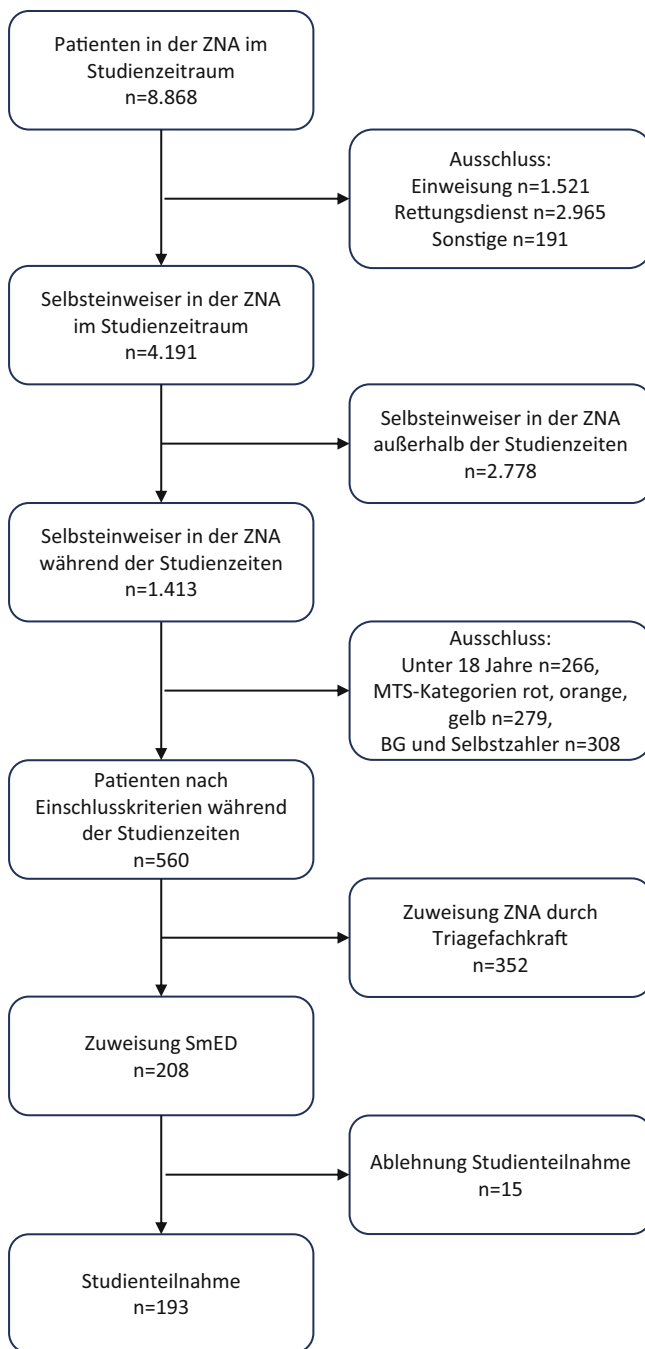 Patienten in der ZNA im
Studienzeitraum
n=8.868
Ausschluss:
Einweisung n=1.521
Rettungsdienst n=2.965
Sonstige n=191
Selbsteinweiser in der ZNA
im Studienzeitraum
n=4.191
Selbsteinweiser in der ZNA
außerhalb der Studienzeiten
n=2.778
Selbsteinweiser in der ZNA
während der Studienzeiten
n=1.413
Ausschluss:
Unter 18 Jahre n=266,
MTS-Kategorien rot, orange,
gelb n=279,
BG und Selbstzahler n=308
Patienten nach
Einschlusskriterien während
der Studienzeiten
n=560
Zuweisung ZNA durch
Triagefachkraft
n=352
Zuweisung SmED
n=208
Ablehnung Studienteilnahme
n=15
Studienteilnahme
n=193